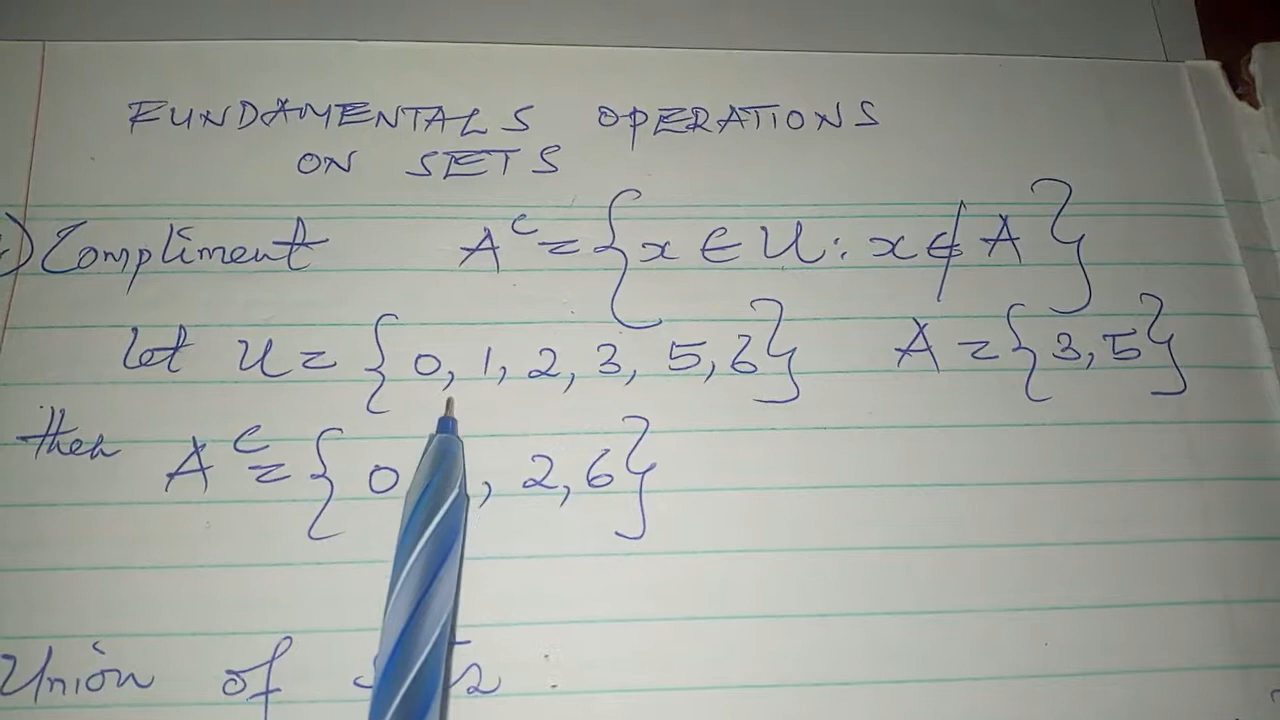 FUNDAMENTALS OPERATIONS
ON SETS
Compliment A^c = {x ∈ U : x ∉ A}
let U = {0, 1, 2, 3, 5, 6} A = {3, 5}
then A^c = {0 , 2, 6}
Union of :